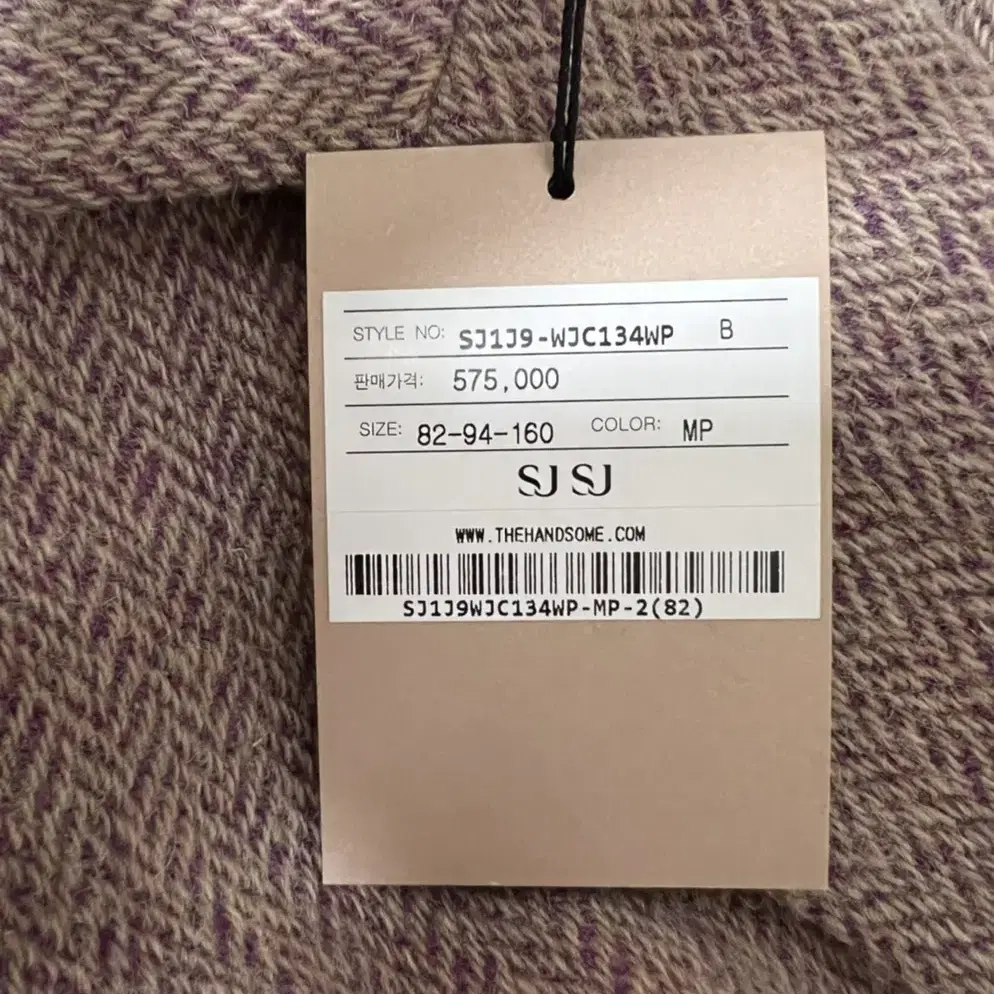 STYLE NO: SJ1J9-WJC134WP B
판매가격: 575,000
SIZE: 82-94-160 COLOR: MP
SJ SJ
WWW.THEHANDSOME.COM
SJ1J9WJC134WP-MP-2(82)